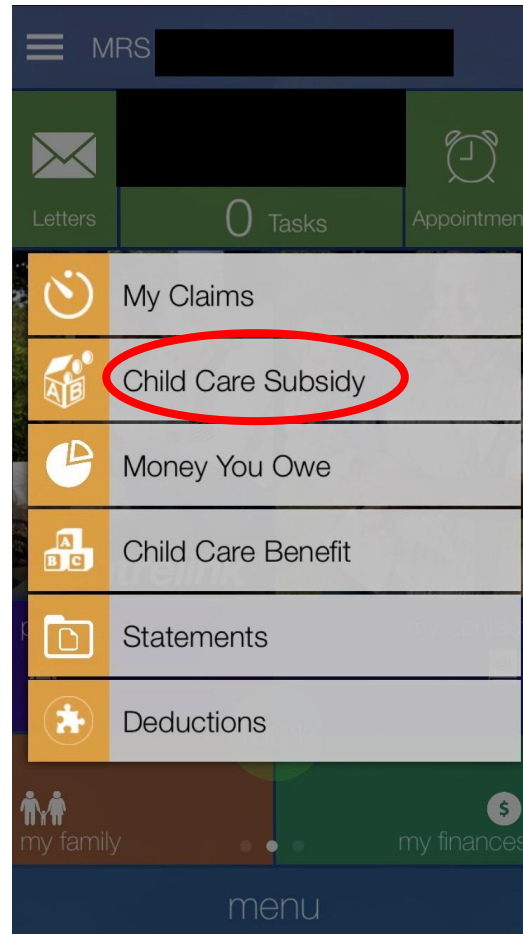 MRS
Letters
0 Tasks
Appointmen
My Claims
A B
Child Care Subsidy
Money You Owe
A
B C
Child Care Benefit
Statements
Deductions
my family
my finances
menu